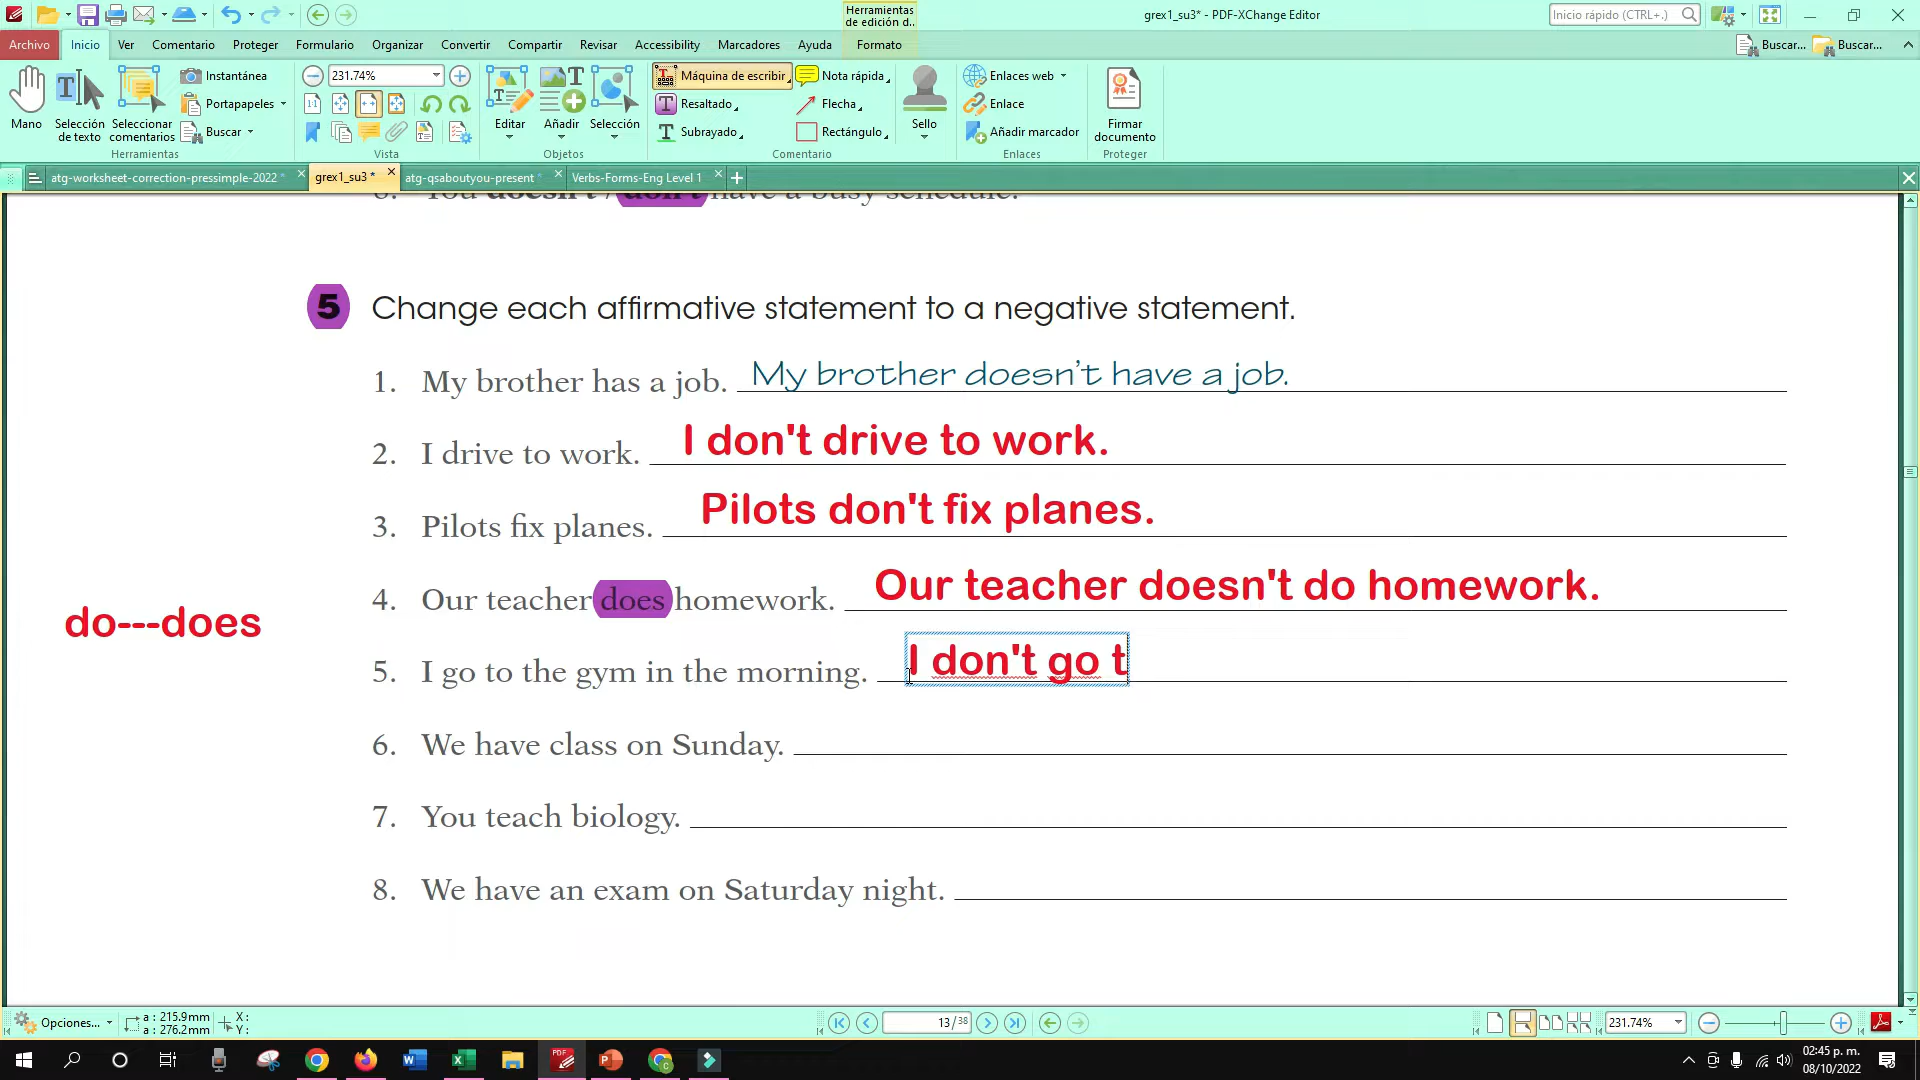 Herramientas
de edición d..
grex1_su3* - PDF-XChange Editor
Inicio rápido (CTRL+.)
Archivo Inicio Ver Comentario Proteger Formulario Organizar Convertir Compartir Revisar Accessibility Marcadores Ayuda Formato
Buscar... Buscar...
Mano
Selección
de texto
Seleccionar
comentarios
Instantánea
Portapapeles
Buscar
Herramientas
231.74%
Vista
Editar
Añadir
Selección
Objetos
Máquina de escribir
Resaltado
Subrayado
Nota rápida
Flecha
Rectángulo
Sello
Comentario
Enlaces web
Enlace
Añadir marcador
Enlaces
Firmar
documento
Proteger
atg-worksheet-correction-pressimple-2022 * grex1_su3 * atg-qsaboutyou-present * Verbs-Forms-Eng Level 1
You doesn't / don't have a busy schedule.
5 Change each affirmative statement to a negative statement.
1. My brother has a job. My brother doesn't have a job.
2. I drive to work. I don't drive to work.
3. Pilots fix planes. Pilots don't fix planes.
4. Our teacher does homework. Our teacher doesn't do homework.
do---does
5. I go to the gym in the morning. I don't go t
6. We have class on Sunday.
7. You teach biology.
8. We have an exam on Saturday night.
Opciones...
a : 215.9mm
a : 276.2mm
X :
Y :
13 / 38
231.74%
02:45 p. m.
08/10/2022